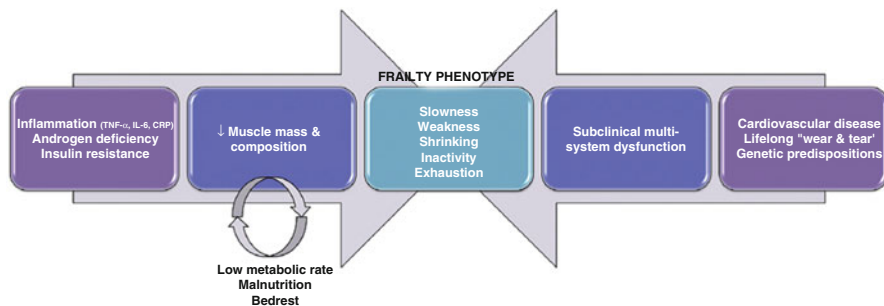 FRAILTY PHENOTYPE
Inflammation (TNF-α, IL-6, CRP)
Androgen deficiency
Insulin resistance
↓ Muscle mass &
composition
Slowness
Weakness
Shrinking
Inactivity
Exhaustion
Subclinical multi-
system dysfunction
Cardiovascular disease
Lifelong "wear & tear'
Genetic predispositions
Low metabolic rate
Malnutrition
Bedrest